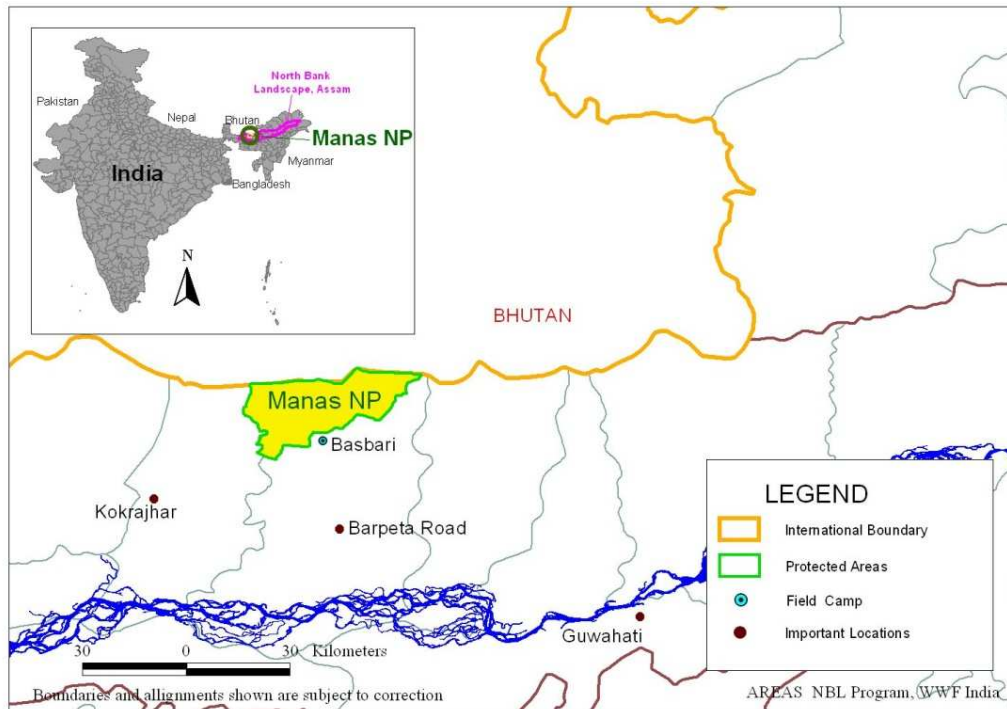 North Bank
Landscape, Assam
Pakistan
Nepal
Bhutan
Manas NP
India
Myanmar
Bangladesh
N
BHUTAN
Manas NP
Basbari
Kokrajhar
Barpeta Road
Guwahati
LEGEND
International Boundary
Protected Areas
Field Camp
Important Locations
30 0 30 Kilometers
Boundaries and allignments shown are subject to correction
AREAS NBL Program, WWF India